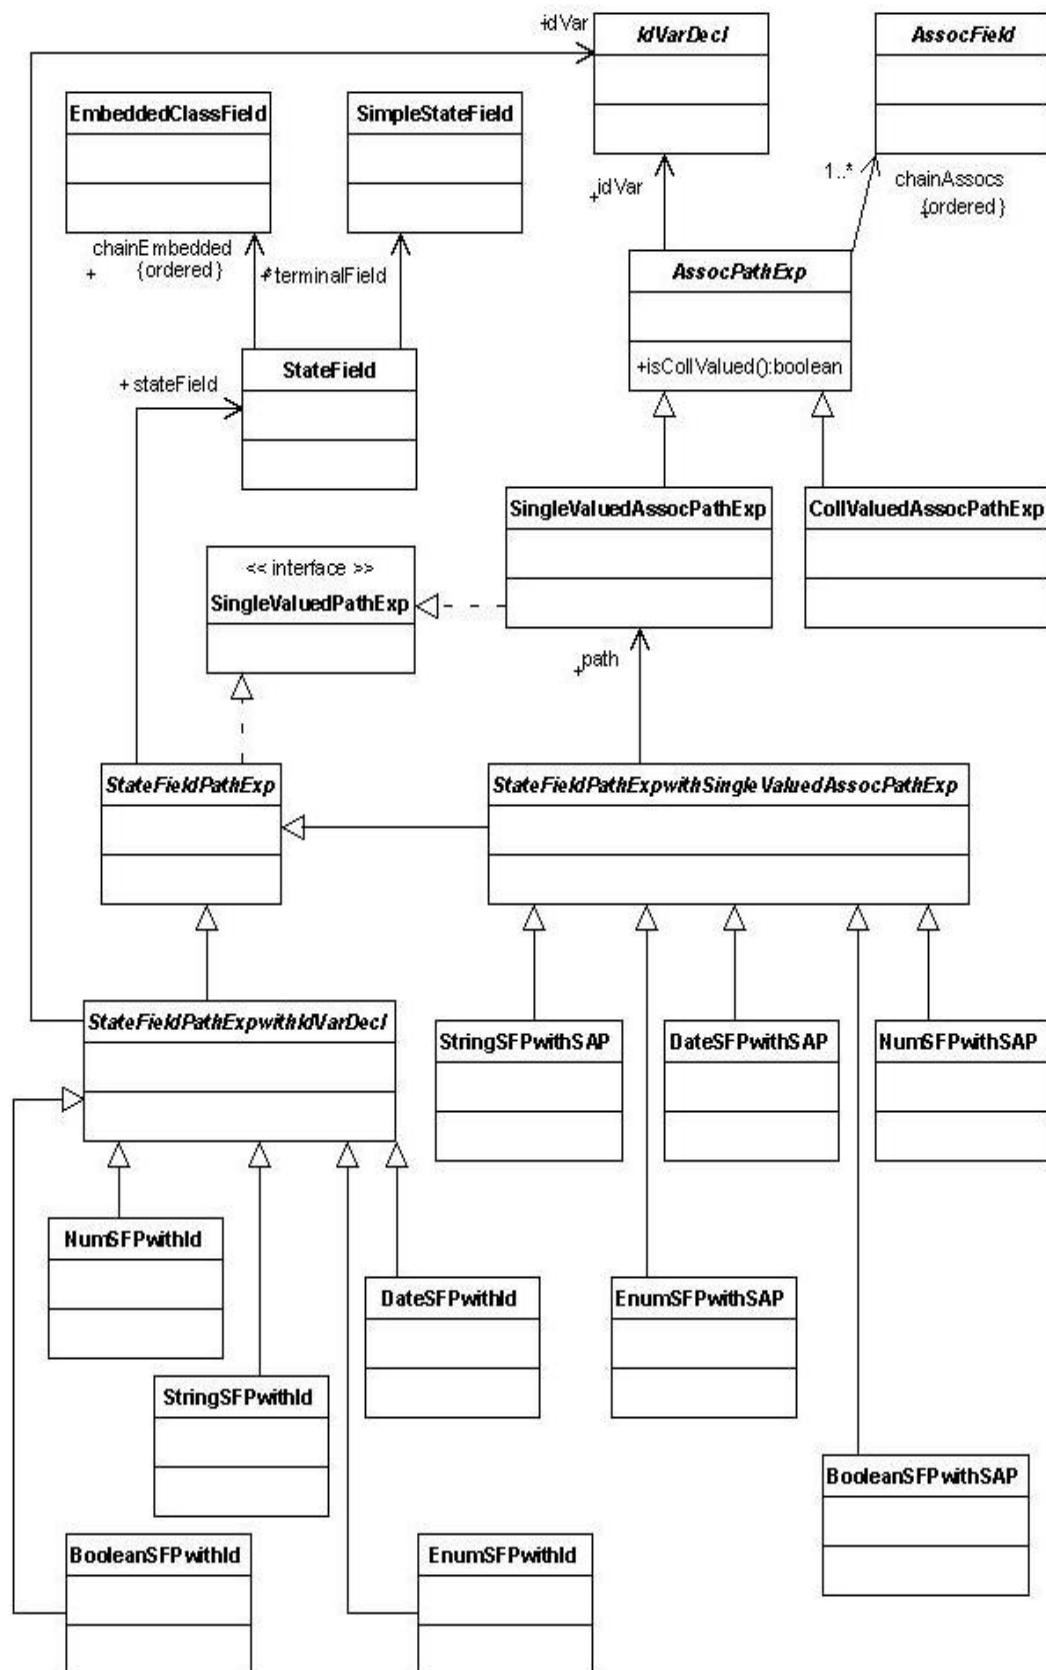 idVar
IdVarDecl
AssocField
EmbeddedClassField
SimpleStateField
+ idVar
1..*
chainAssocs
{ordered}
chainEmbedded
+
{ordered}
terminalField
AssocPathExp
+isCollValued():boolean
StateField
+ stateField
SingleValuedAssocPathExp
CollValuedAssocPathExp
<< interface >>
SingleValuedPathExp
+ path
StateFieldPathExp
StateFieldPathExpwithSingleValuedAssocPathExp
StateFieldPathExpwithIdVarDecl
StringSFPwithSAP
DateSFPwithSAP
NumSFPwithSAP
NumSFPwithId
DateSFPwithId
EnumSFPwithSAP
StringSFPwithId
BooleanSFPwithSAP
BooleanSFPwithId
EnumSFPwithId